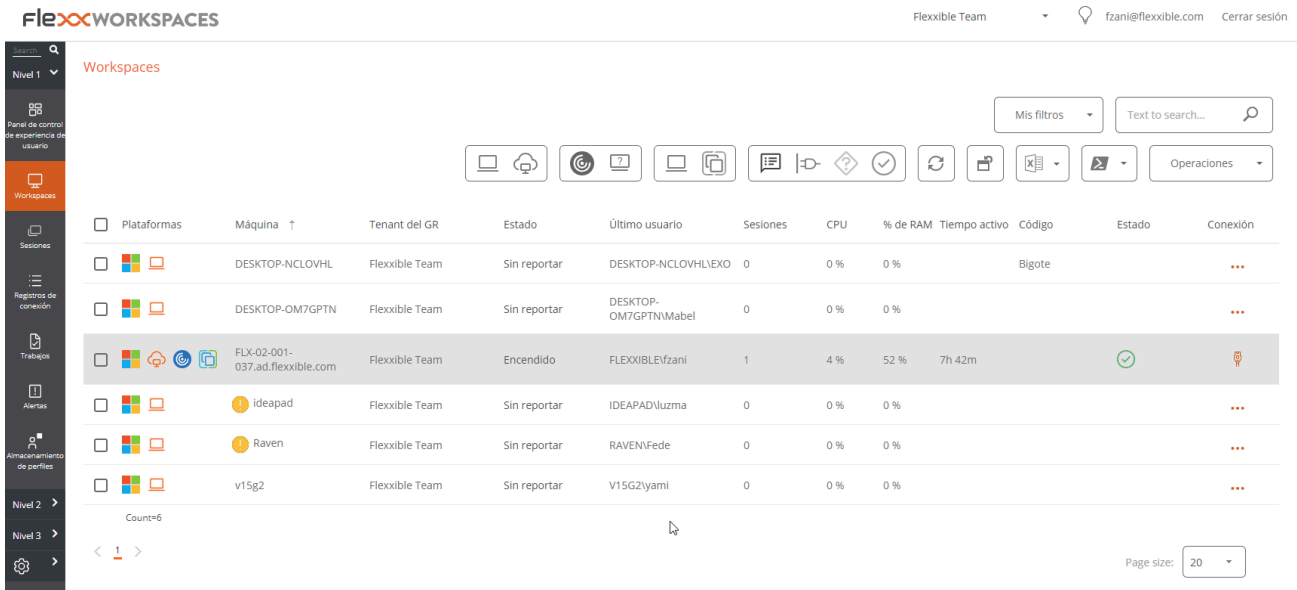 FlexxWORKSPACES
Flexxible Team
fzani@flexxible.com
Cerrar sesión
Search
Nivel 1
Panel de control
de experiencia de
usuario
Workspaces
Sesiones
Registros de
conexión
Trabajos
Alertas
Almacenamiento
de perfiles
Nivel 2
Nivel 3
Workspaces
Mis filtros
Text to search...
Operaciones
Plataformas Máquina Tenant del GR Estado Último usuario Sesiones CPU % de RAM Tiempo activo Código Estado Conexión
DESKTOP-NCLOVHL Flexxible Team Sin reportar DESKTOP-NCLOVHL\EXO 0 0 % 0 % Bigote
DESKTOP-OM7GPTN Flexxible Team Sin reportar DESKTOP-
OM7GPTN\Mabel 0 0 % 0 %
FLX-02-001-
037.ad.flexxible.com Flexxible Team Encendido FLEXXIBLE\fzani 1 4 % 52 % 7h 42m
ideapad Flexxible Team Sin reportar IDEAPAD\luzma 0 0 % 0 %
Raven Flexxible Team Sin reportar RAVEN\Fede 0 0 % 0 %
v15g2 Flexxible Team Sin reportar V15G2\yami 0 0 % 0 %
Count=6
1
Page size: 20